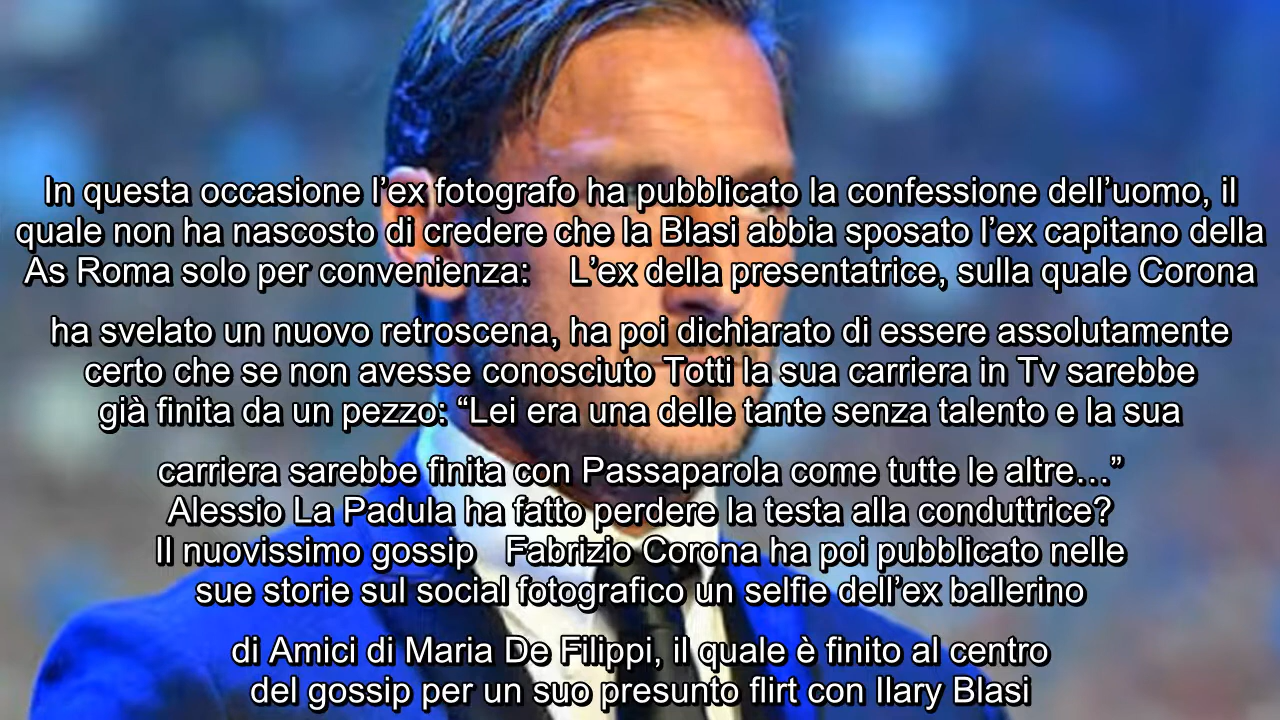 In questa occasione l’ex fotografo ha pubblicato la confessione dell’uomo, il
quale non ha nascosto di credere che la Blasi abbia sposato l’ex capitano della
As Roma solo per convenienza: L’ex della presentatrice, sulla quale Corona
ha svelato un nuovo retroscena, ha poi dichiarato di essere assolutamente
certo che se non avesse conosciuto Totti la sua carriera in Tv sarebbe
già finita da un pezzo: “Lei era una delle tante senza talento e la sua
carriera sarebbe finita con Passaparola come tutte le altre…”
Alessio La Padula ha fatto perdere la testa alla conduttrice?
Il nuovissimo gossip Fabrizio Corona ha poi pubblicato nelle
sue storie sul social fotografico un selfie dell’ex ballerino
di Amici di Maria De Filippi, il quale è finito al centro
del gossip per un suo presunto flirt con Ilary Blasi